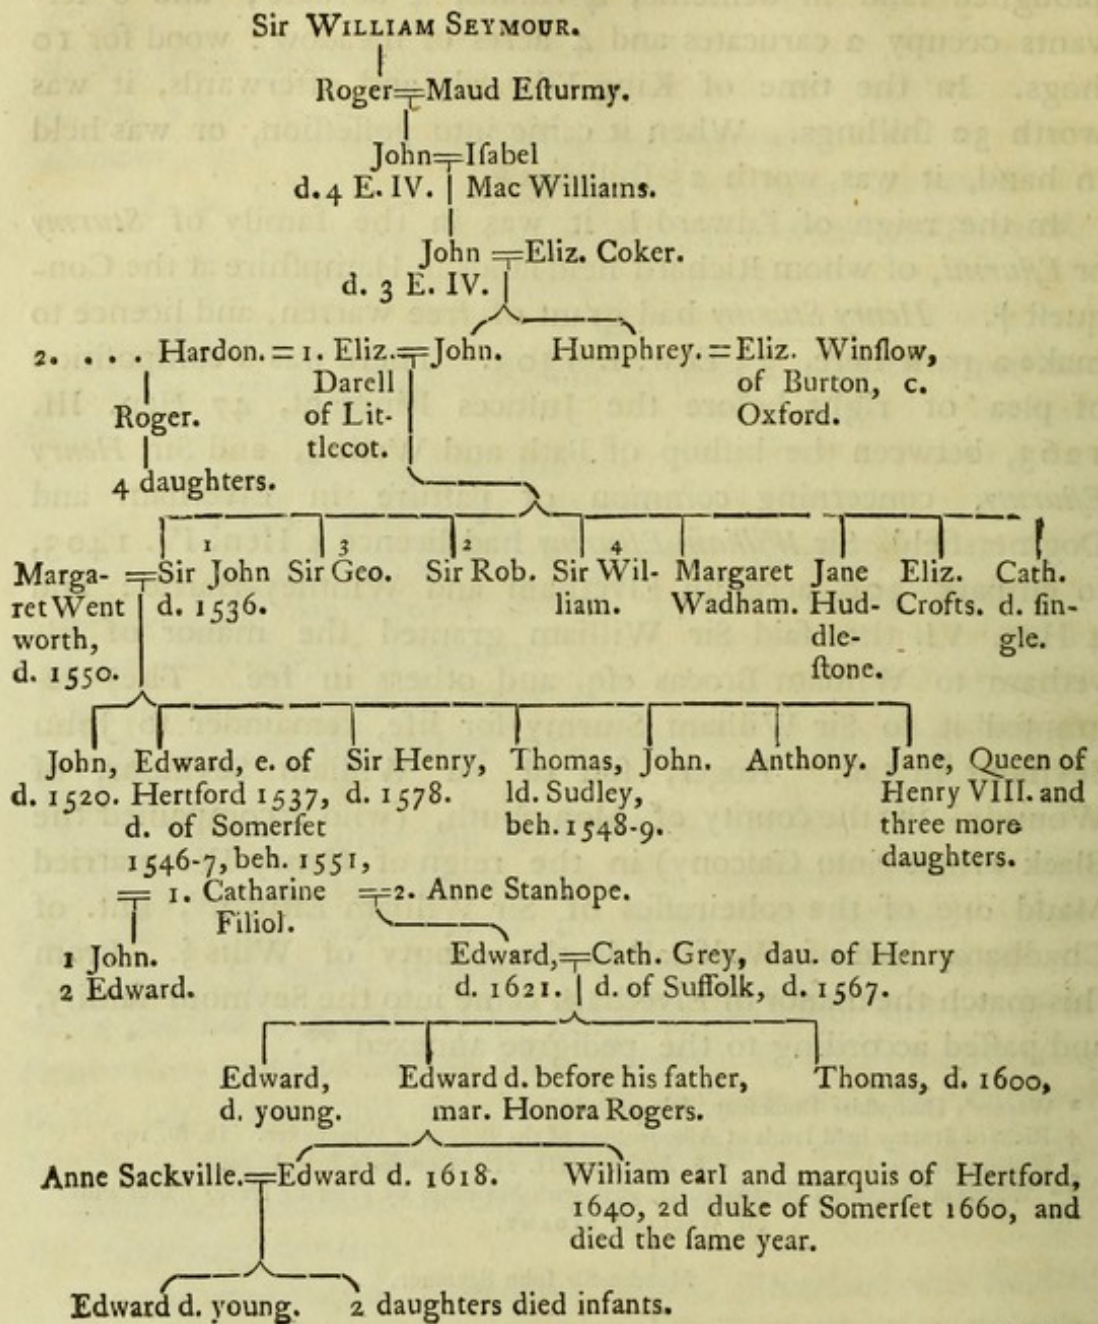 Sir WILLIAM SEYMOUR.
Roger Maud Eſturmy.
John Iſabel
d. 4 E. IV. Mac Williams.
John Eliz. Coker.
d. 3 E. IV.
2. . . . Hardon. = 1. Eliz. John. Humphrey. = Eliz. Winſlow,
Darell of Burton, c.
Roger. of Lit- Oxford.
tlecot.
4 daughters.
1 3 2 4
Marga- Sir John Sir Geo. Sir Rob. Sir Wil- Margaret Jane Eliz. Cath.
ret Went d. 1536. liam. Wadham. Hud- Crofts. d. ſin-
worth, dle- gle.
d. 1550. ſtone.
John, Edward, e. of Sir Henry, Thomas, John. Anthony. Jane, Queen of
d. 1520. Hertford 1537, d. 1578. ld. Sudley, Henry VIII. and
d. of Somerſet beh. 1548-9. three more
1546-7, beh. 1551, daughters.
1. Catharine 2. Anne Stanhope.
Filiol.
1 John. Edward, Cath. Grey, dau. of Henry
2 Edward. d. 1621. d. of Suffolk, d. 1567.
Edward, Edward d. before his father, Thomas, d. 1600,
d. young. mar. Honora Rogers.
Anne Sackville. Edward d. 1618. William earl and marquis of Hertford,
1640, 2d duke of Somerſet 1660, and
died the ſame year.
Edward d. young. 2 daughters died infants.